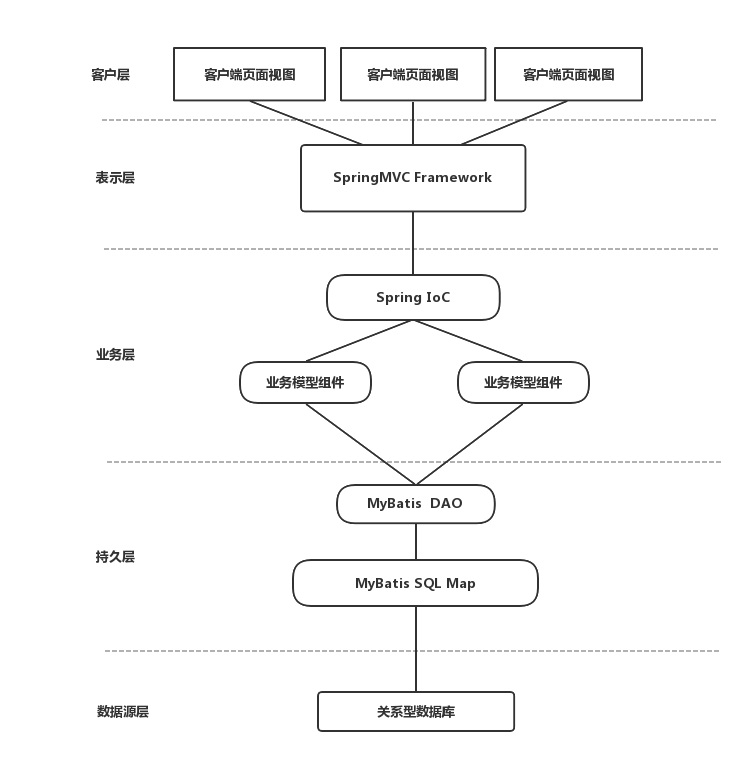 客户层
客户端页面视图
客户端页面视图
客户端页面视图
表示层
SpringMVC Framework
Spring IoC
业务层
业务模型组件
业务模型组件
MyBatis  DAO
持久层
MyBatis SQL Map
数据源层
关系型数据库